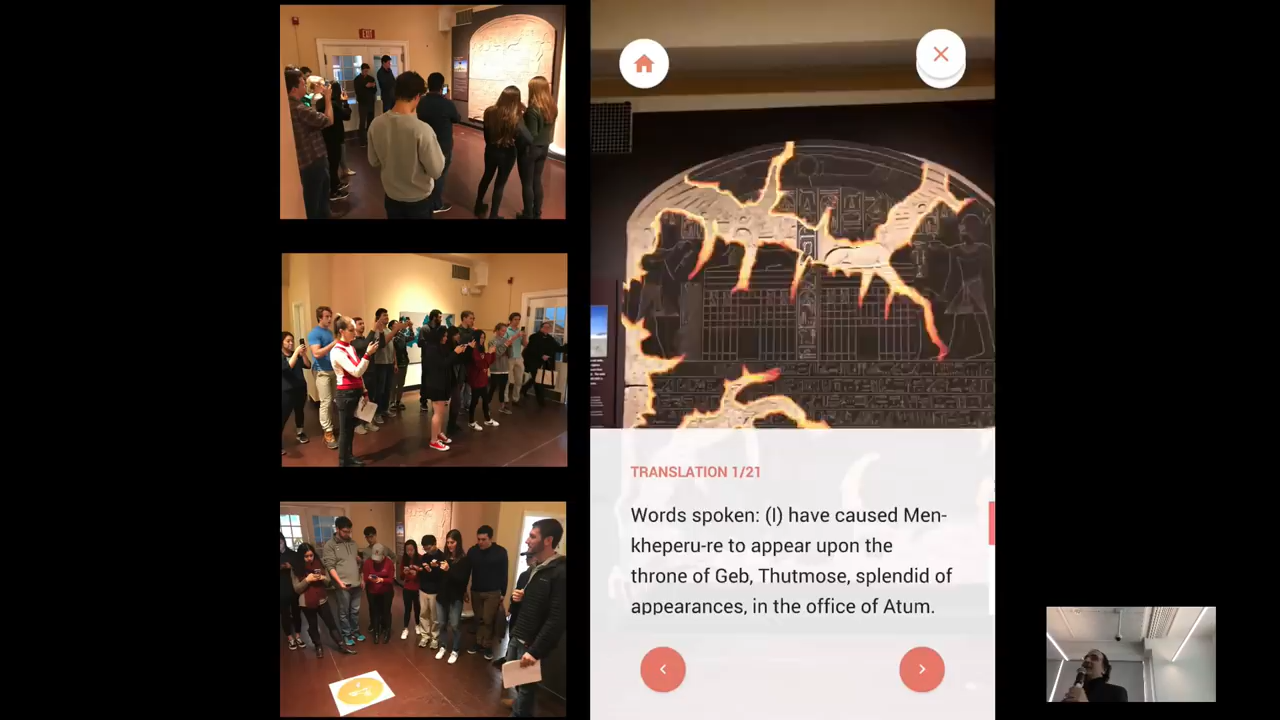 EXIT
TRANSLATION 1/21
Words spoken: (I) have caused Men-
kheperu-re to appear upon the
throne of Geb, Thutmose, splendid of
appearances, in the office of Atum.